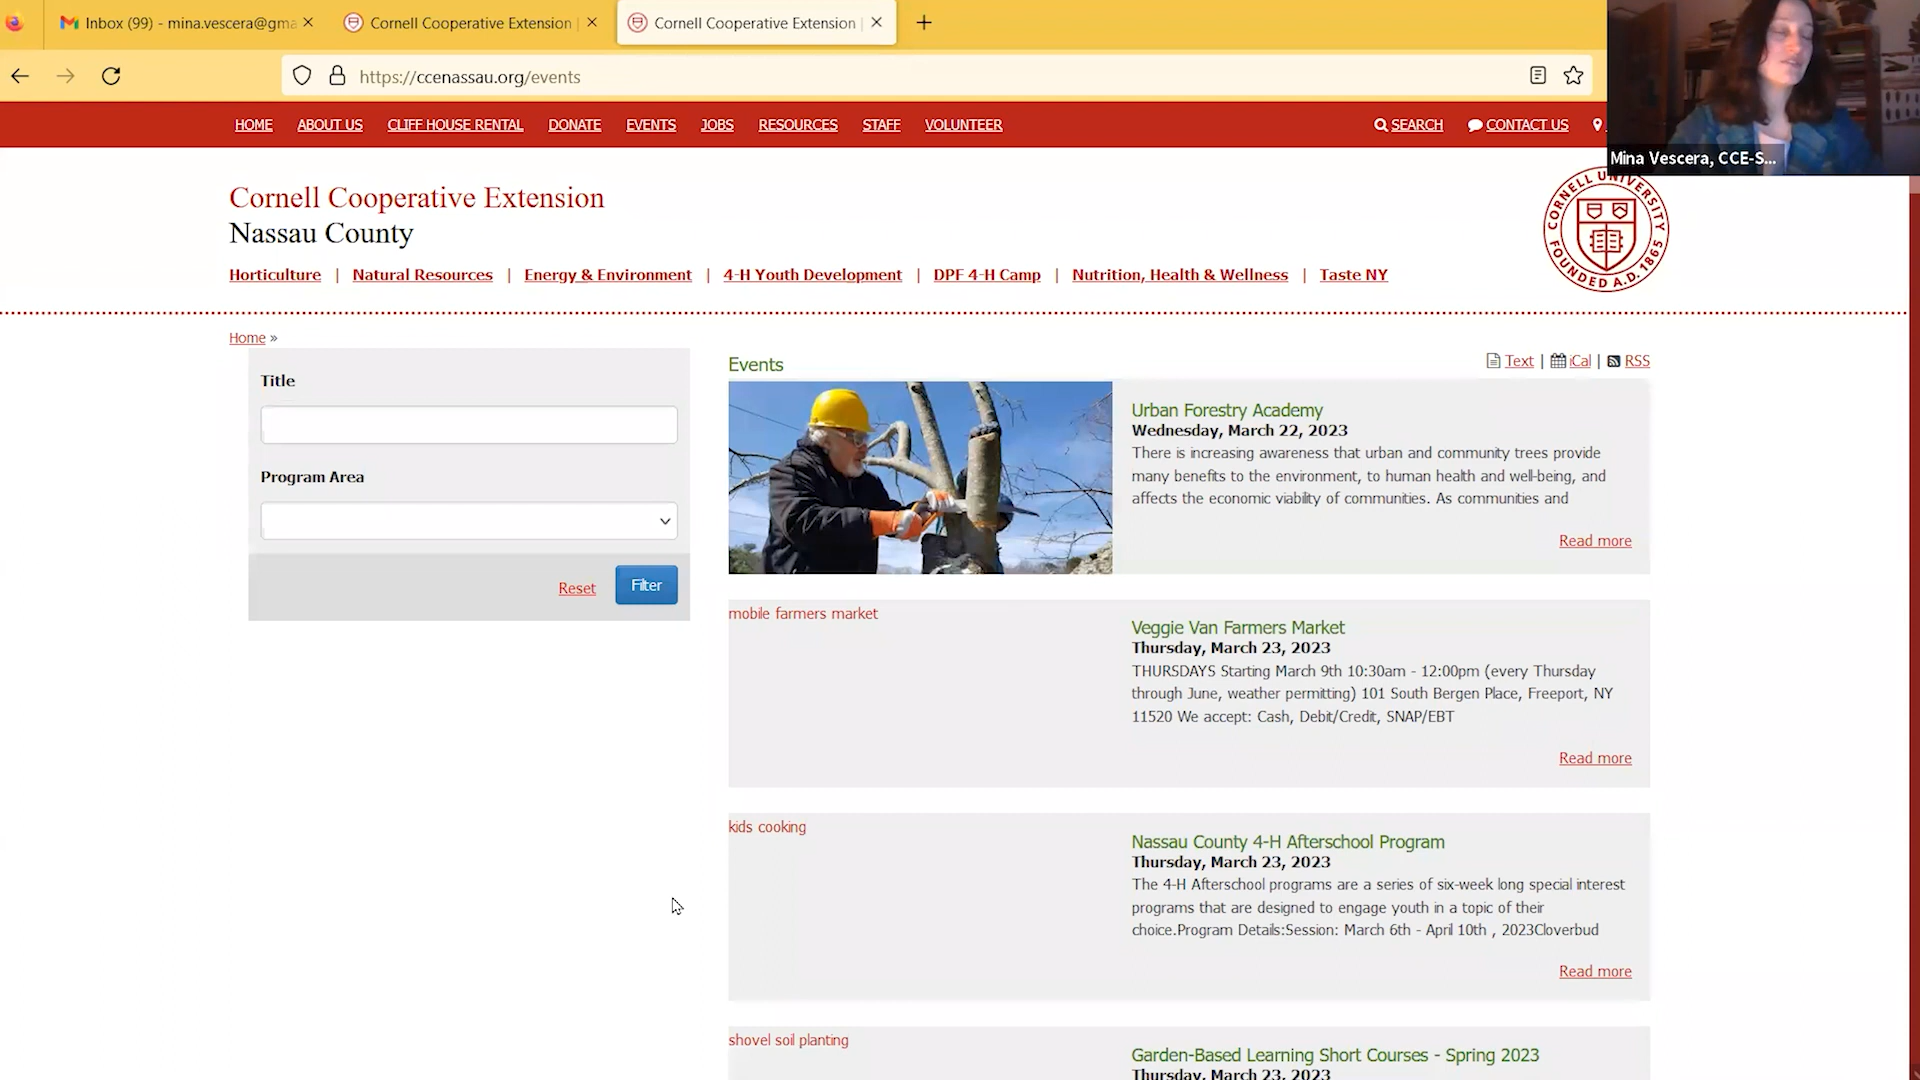 Inbox (99) - mina.vescera@gma
Cornell Cooperative Extension |
Cornell Cooperative Extension |
https://ccenassau.org/events
HOME ABOUT US CLIFF HOUSE RENTAL DONATE EVENTS JOBS RESOURCES STAFF VOLUNTEER SEARCH CONTACT US
Mina Vescera, CCE-S...
Cornell Cooperative Extension
Nassau County
CORNELL UNIVERSITY
FOUNDED A.D. 1865
Horticulture | Natural Resources | Energy & Environment | 4-H Youth Development | DPF 4-H Camp | Nutrition, Health & Wellness | Taste NY
Home »
Title
Program Area
Reset Filter
Events
Text | iCal | RSS
Urban Forestry Academy
Wednesday, March 22, 2023
There is increasing awareness that urban and community trees provide
many benefits to the environment, to human health and well-being, and
affects the economic viability of communities. As communities and
Read more
mobile farmers market
Veggie Van Farmers Market
Thursday, March 23, 2023
THURSDAYS Starting March 9th 10:30am - 12:00pm (every Thursday
through June, weather permitting) 101 South Bergen Place, Freeport, NY
11520 We accept: Cash, Debit/Credit, SNAP/EBT
Read more
kids cooking
Nassau County 4-H Afterschool Program
Thursday, March 23, 2023
The 4-H Afterschool programs are a series of six-week long special interest
programs that are designed to engage youth in a topic of their
choice.Program Details:Session: March 6th - April 10th , 2023Cloverbud
Read more
shovel soil planting
Garden-Based Learning Short Courses - Spring 2023
Thursday, March 23, 2023